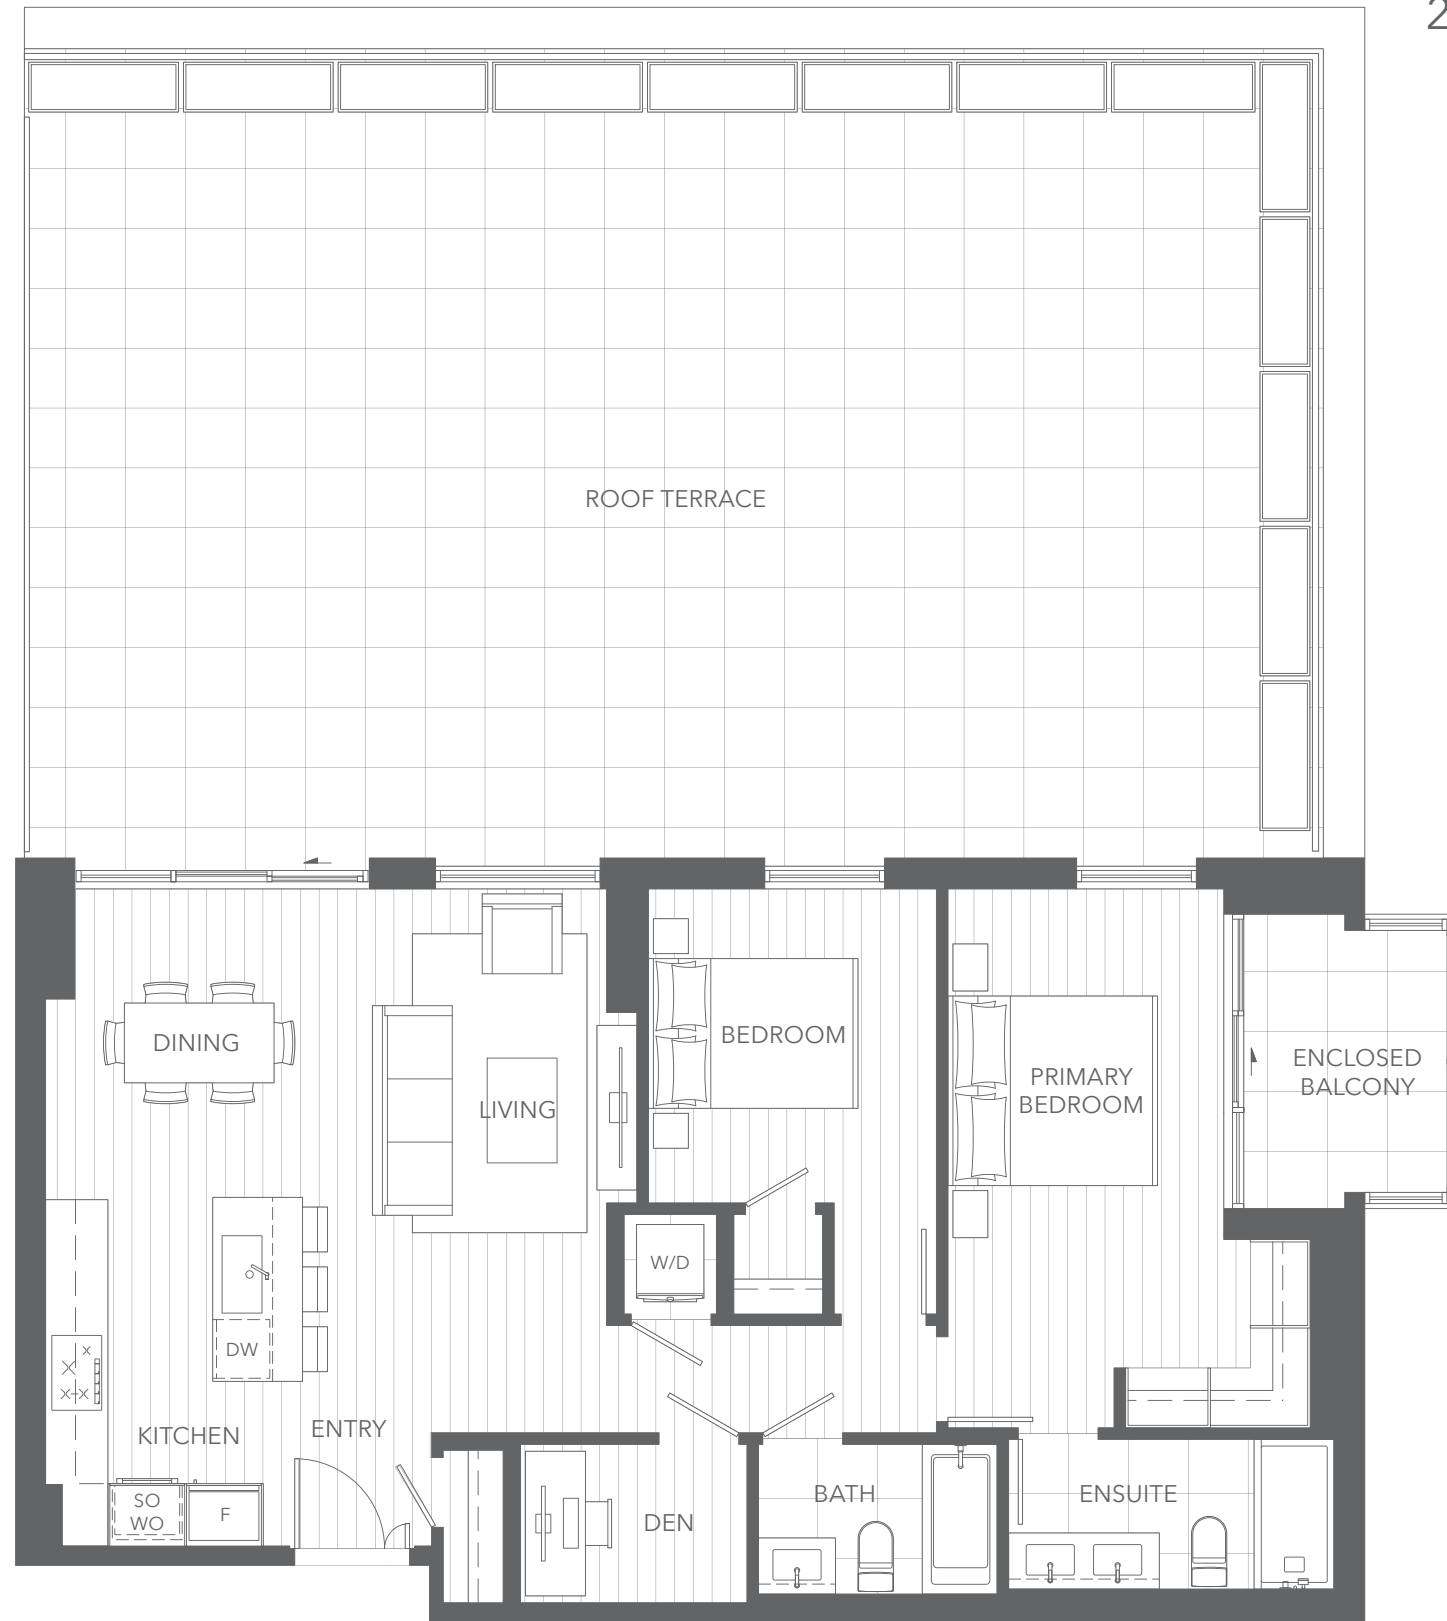 2
ROOF TERRACE
DINING
LIVING
BEDROOM
PRIMARY
BEDROOM
ENCLOSED
BALCONY
W/D
DW
KITCHEN
ENTRY
SO
WO
F
DEN
BATH
ENSUITE